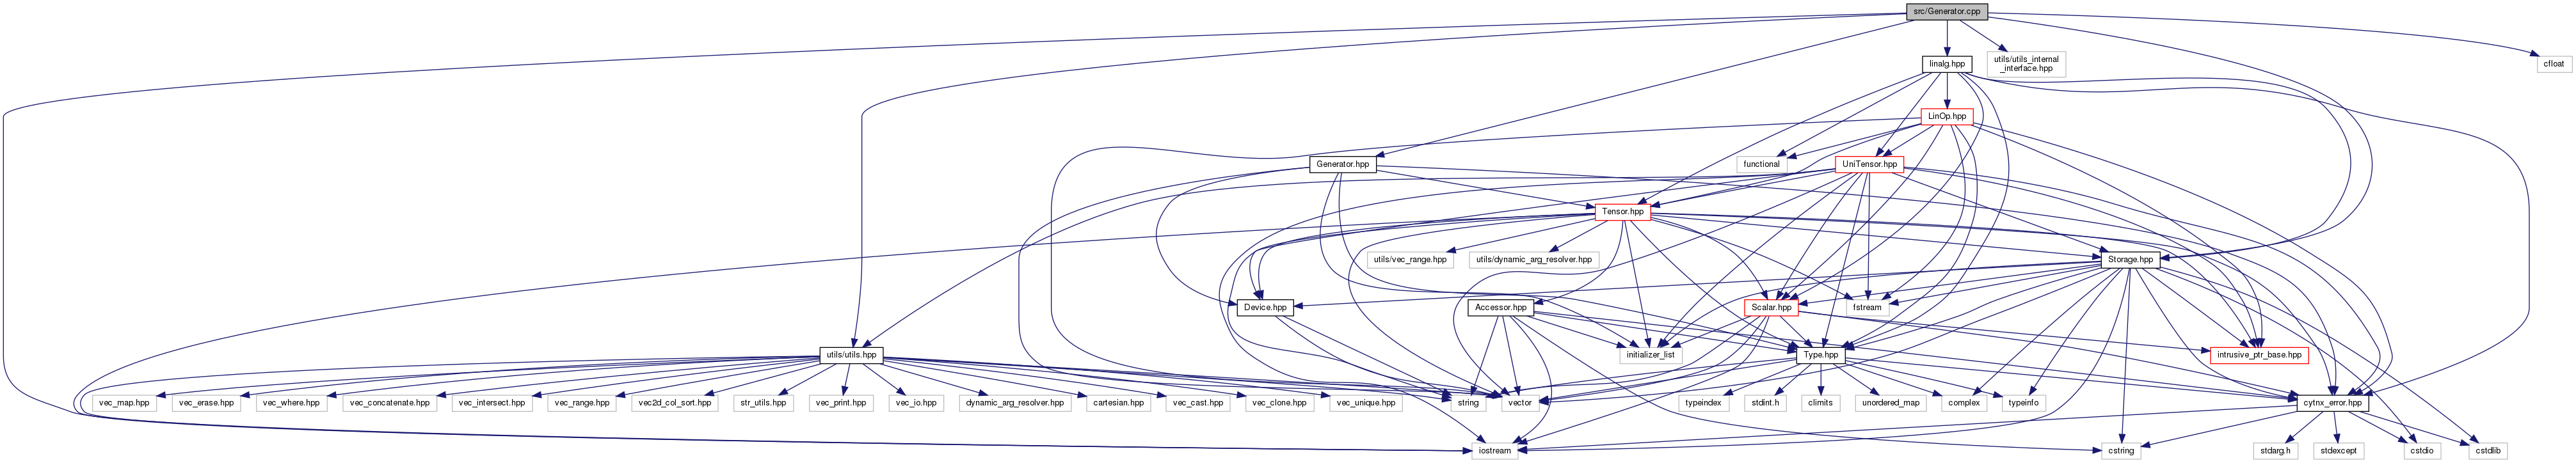 src/Generator.cpp
linalg.hpp
utils/utils_internal
_interface.hpp
cfloat
LinOp.hpp
Generator.hpp
functional
UniTensor.hpp
Tensor.hpp
utils/vec_range.hpp
utils/dynamic_arg_resolver.hpp
Storage.hpp
Device.hpp
Accessor.hpp
Scalar.hpp
fstream
utils/utils.hpp
initializer_list
Type.hpp
intrusive_ptr_base.hpp
vec_map.hpp
vec_erase.hpp
vec_where.hpp
vec_concatenate.hpp
vec_intersect.hpp
vec_range.hpp
vec2d_col_sort.hpp
str_utils.hpp
vec_print.hpp
vec_io.hpp
dynamic_arg_resolver.hpp
cartesian.hpp
vec_cast.hpp
vec_clone.hpp
vec_unique.hpp
string
vector
typeindex
stdint.h
climits
unordered_map
complex
typeinfo
cytnx_error.hpp
iostream
cstring
stdarg.h
stdexcept
cstdio
cstdlib